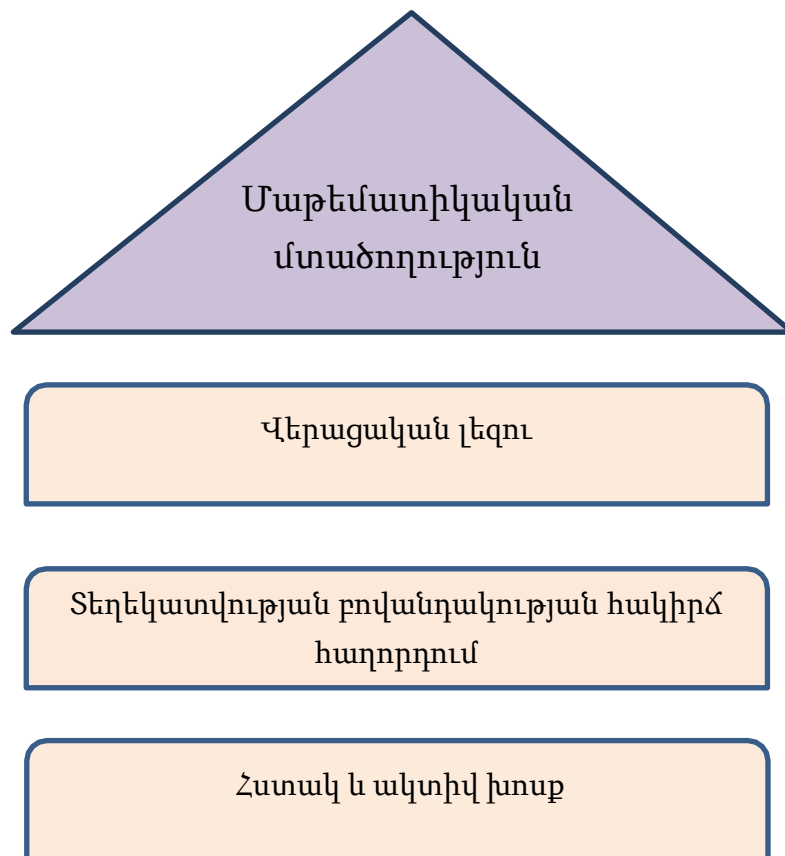 Մաթեմատիկական
մտածողություն
Վերացական լեզու
Տեղեկատվության բովանդակության հակիրճ
հաղորդում
Հստակ և ակտիվ խոսք